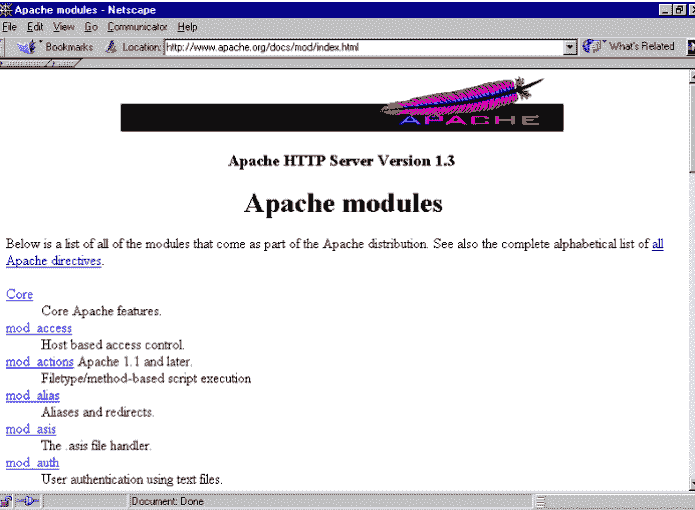 Apache modules - Netscape
File Edit View Go Communicator Help
Bookmarks Location: http://www.apache.org/docs/mod/index.html What's Related
APACHE
Apache HTTP Server Version 1.3
Apache modules
Below is a list of all of the modules that come as part of the Apache distribution. See also the complete alphabetical list of all
Apache directives.
Core
Core Apache features.
mod_access
Host based access control.
mod_actions Apache 1.1 and later.
Filetype/method-based script execution
mod_alias
Aliases and redirects.
mod_asis
The .asis file handler.
mod_auth
User authentication using text files.
Document: Done